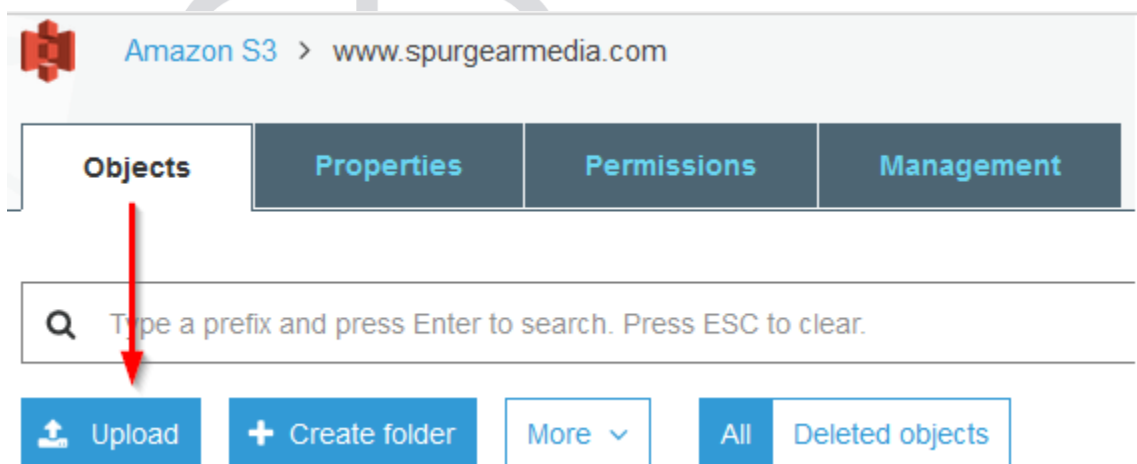 Amazon S3 > www.spurgearmedia.com
Objects Properties Permissions Management
Type a prefix and press Enter to search. Press ESC to clear.
Upload + Create folder More All Deleted objects